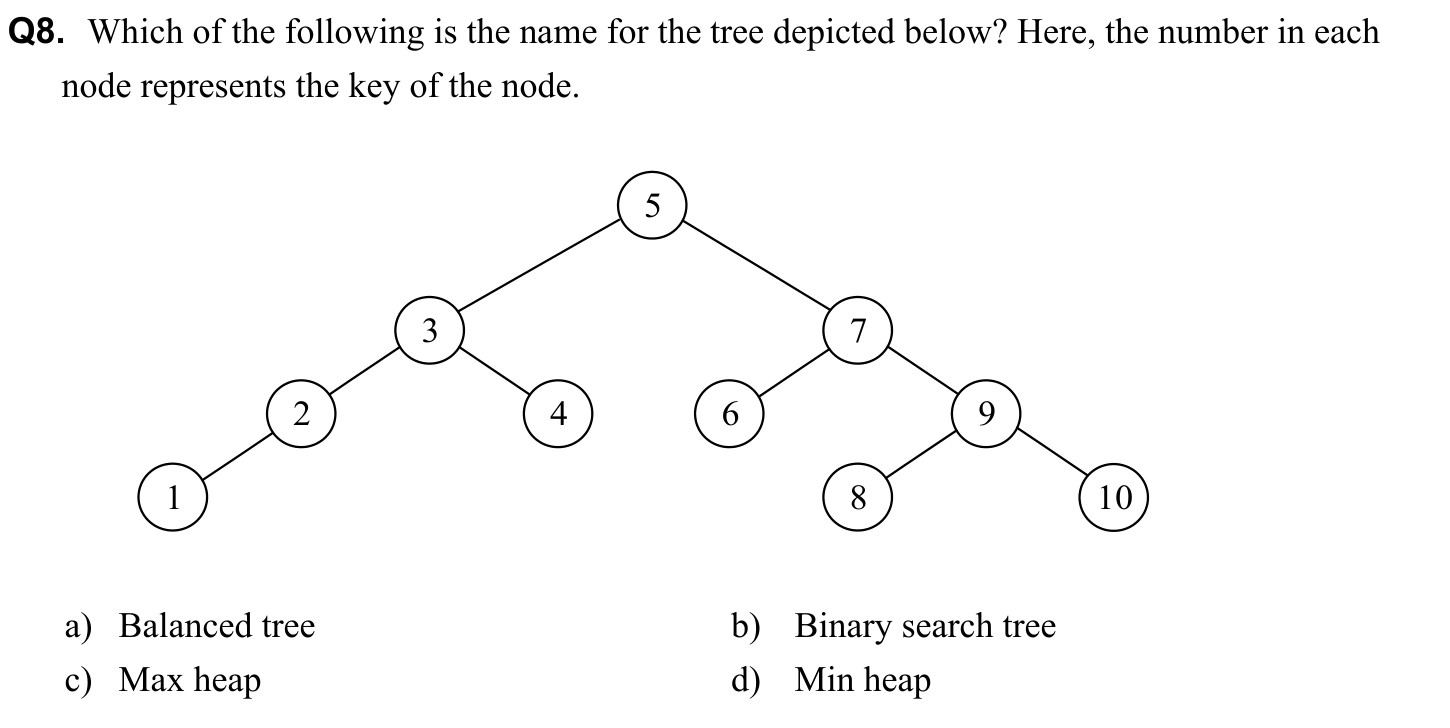 Q8. Which of the following is the name for the tree depicted below? Here, the number in each
node represents the key of the node.
5
3 7
2 4 6 9
1 8 10
a) Balanced tree b) Binary search tree
c) Max heap d) Min heap